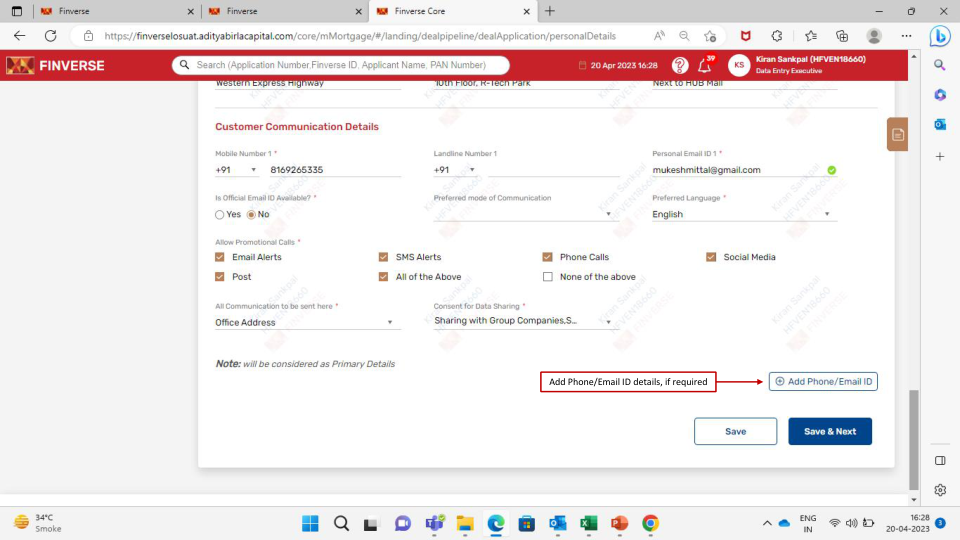 Finverse
Finverse
Finverse Core
https://finverselosuat.adityabirlacapital.com/core/mMortgage/#/landing/dealpipeline/dealApplication/personalDetails
FINVERSE
Search (Application Number,Finverse ID, Applicant Name, PAN Number)
20 Apr 2023 16:28
39
KS
Kiran Sankpal (HFVEN18660)
Data Entry Executive
Western Express Highway
10th Floor, R-Tech Park
Next to HUB Mall
Customer Communication Details
Mobile Number 1 *
Landline Number 1
Personal Email ID 1 *
+91 8169265335
+91
mukeshmittal@gmail.com
Is Official Email ID Available? *
Preferred mode of Communication
Preferred Language *
Yes No
English
Allow Promotional Calls *
Email Alerts
SMS Alerts
Phone Calls
Social Media
Post
All of the Above
None of the above
All Communication to be sent here *
Consent for Data Sharing *
Office Address
Sharing with Group Companies,S...
Note: will be considered as Primary Details
Add Phone/Email ID details, if required
Add Phone/Email ID
Save
Save & Next
34°C
Smoke
ENG
IN
16:28
20-04-2023
3
Kiran Sankpal
HFVEN18660
FINVERSE